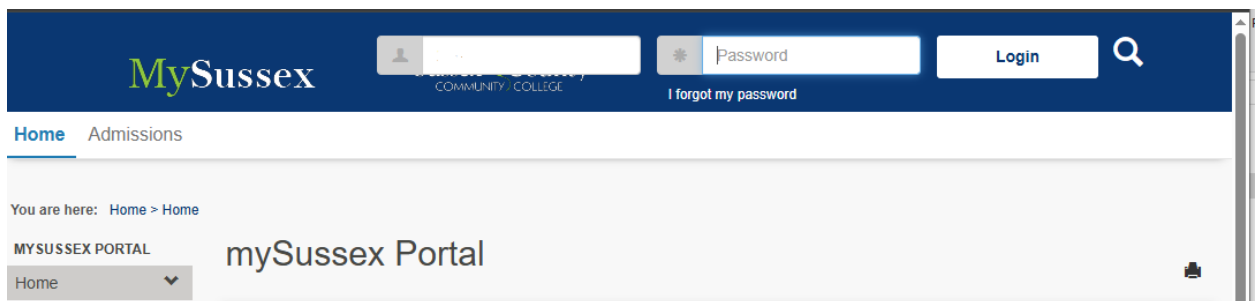 MySussex
Password
Login
COMMUNITY COLLEGE
I forgot my password
Home Admissions
You are here: Home > Home
MYSUSSEX PORTAL
mySussex Portal
Home